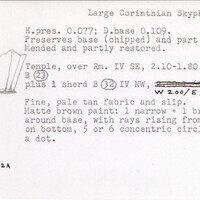 Large Corinthian Skyph
H.pres. 0.077; D.base 0.109.
Preserves base (chipped) and part
Mended and partly restored.
Temple, over Rm. IV SE, 2.10-1.80.
B (23)
plus 1 sherd B (32) IV NW,
W 200/E
Fine, pale tan fabric and slip.
Matte brown paint: 1 narrow + 1 br
around base, with rays rising from
on bottom, 5 or 6 concentric circl
a dot.
2A